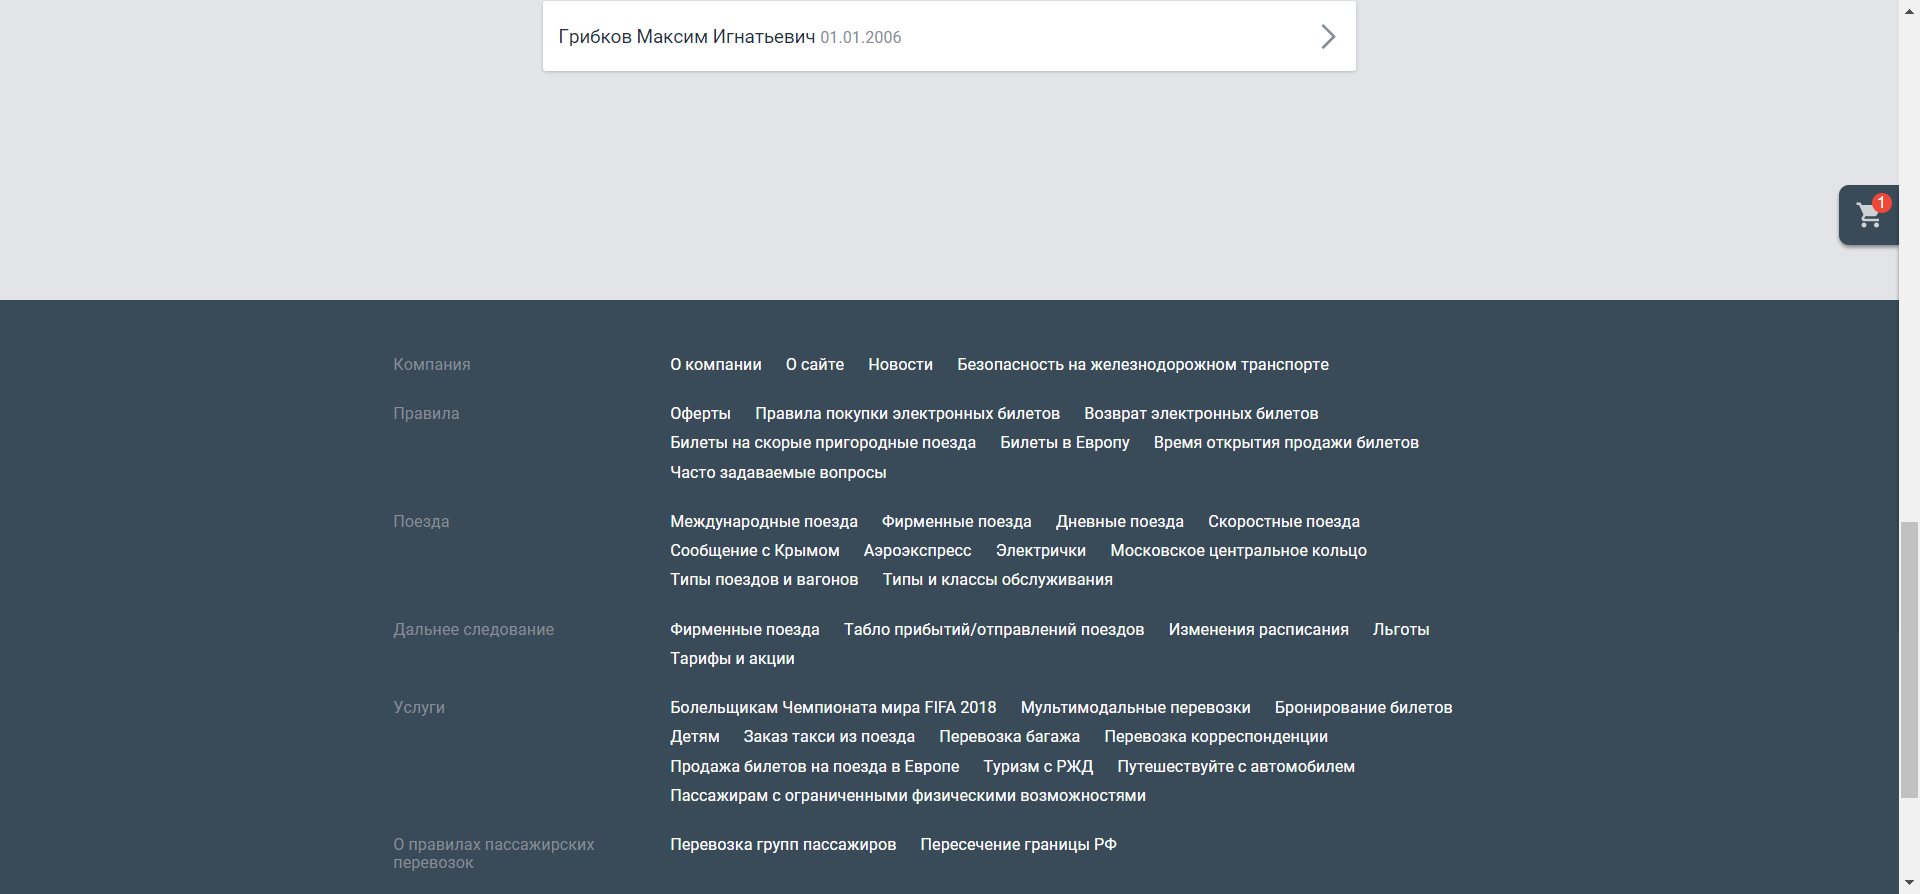 Грибков Максим Игнатьевич 01.01.2006
1
Компания
О компании О сайте Новости Безопасность на железнодорожном транспорте
Правила
Оферты Правила покупки электронных билетов Возврат электронных билетов
Билеты на скорые пригородные поезда Билеты в Европу Время открытия продажи билетов
Часто задаваемые вопросы
Поезда
Международные поезда Фирменные поезда Дневные поезда Скоростные поезда
Сообщение с Крымом Аэроэкспресс Электрички Московское центральное кольцо
Типы поездов и вагонов Типы и классы обслуживания
Дальнее следование
Фирменные поезда Табло прибытий/отправлений поездов Изменения расписания Льготы
Тарифы и акции
Услуги
Болельщикам Чемпионата мира FIFA 2018 Мультимодальные перевозки Бронирование билетов
Детям Заказ такси из поезда Перевозка багажа Перевозка корреспонденции
Продажа билетов на поезда в Европе Туризм с РЖД Путешествуйте с автомобилем
Пассажирам с ограниченными физическими возможностями
О правилах пассажирских
перевозок
Перевозка групп пассажиров Пересечение границы РФ